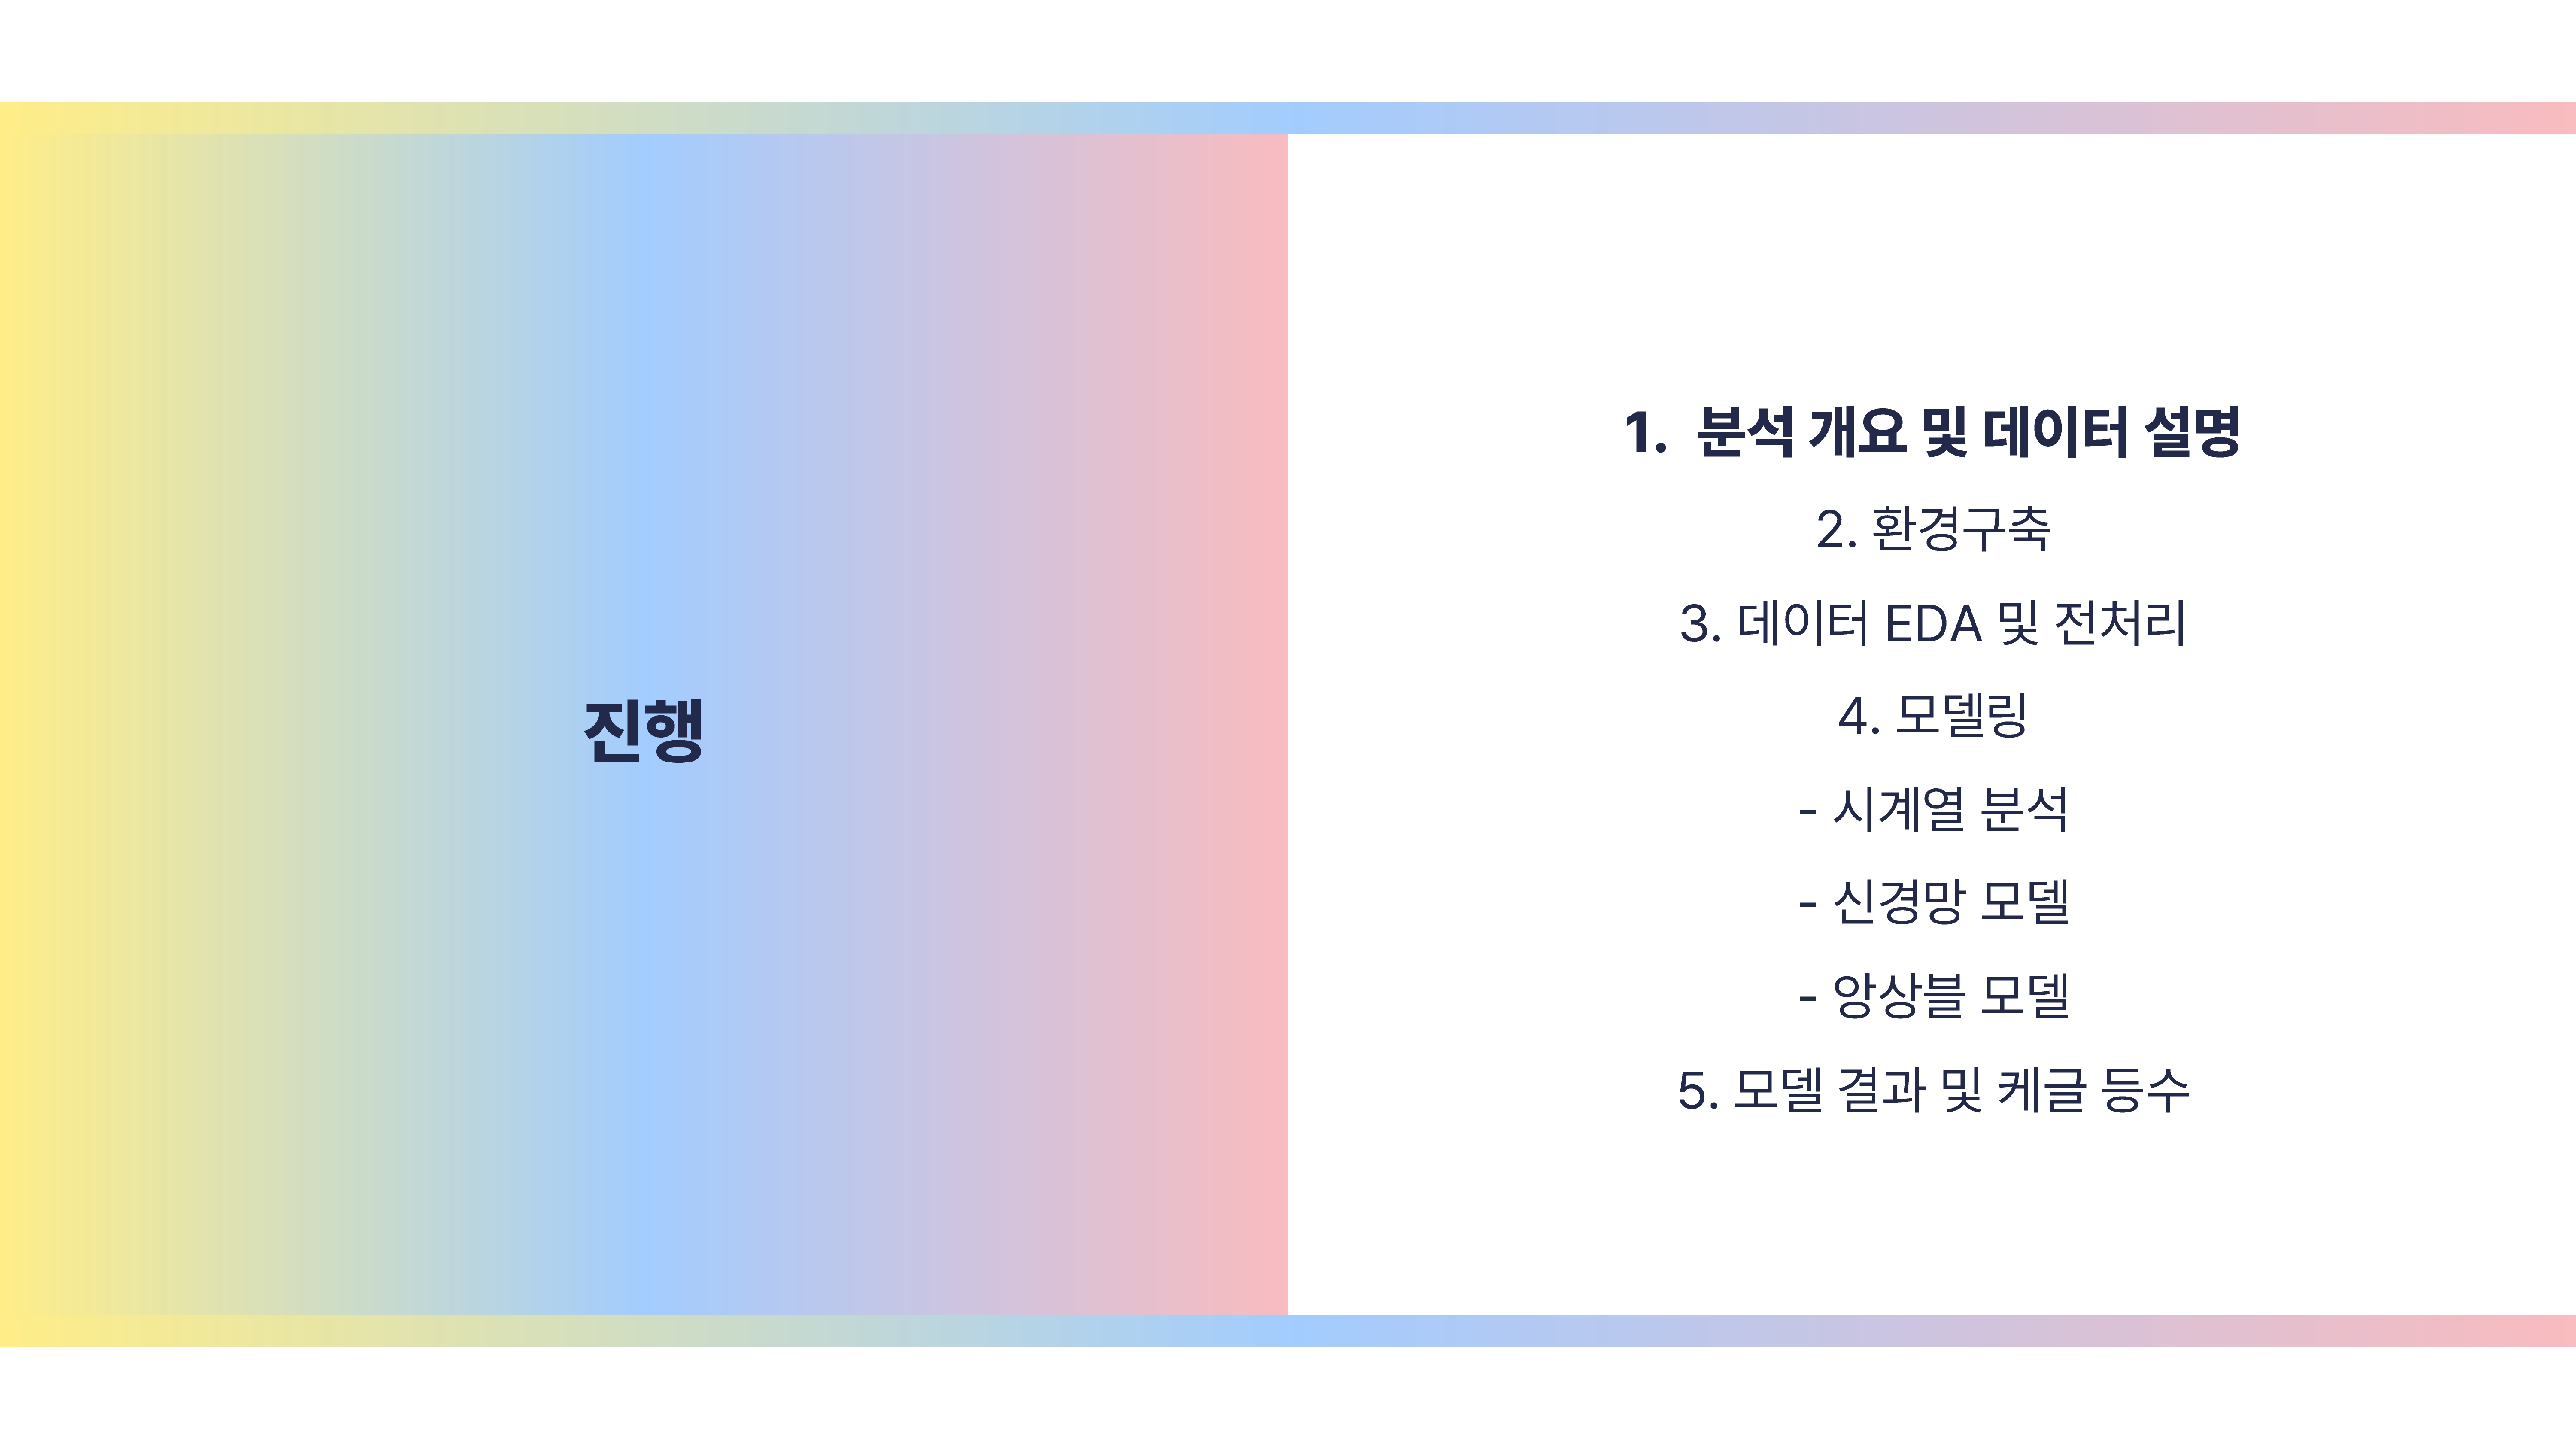 진행
1. 분석 개요 및 데이터 설명
2. 환경구축
3. 데이터 EDA 및 전처리
4. 모델링
- 시계열 분석
- 신경망 모델
- 앙상블 모델
5. 모델 결과 및 케글 등수